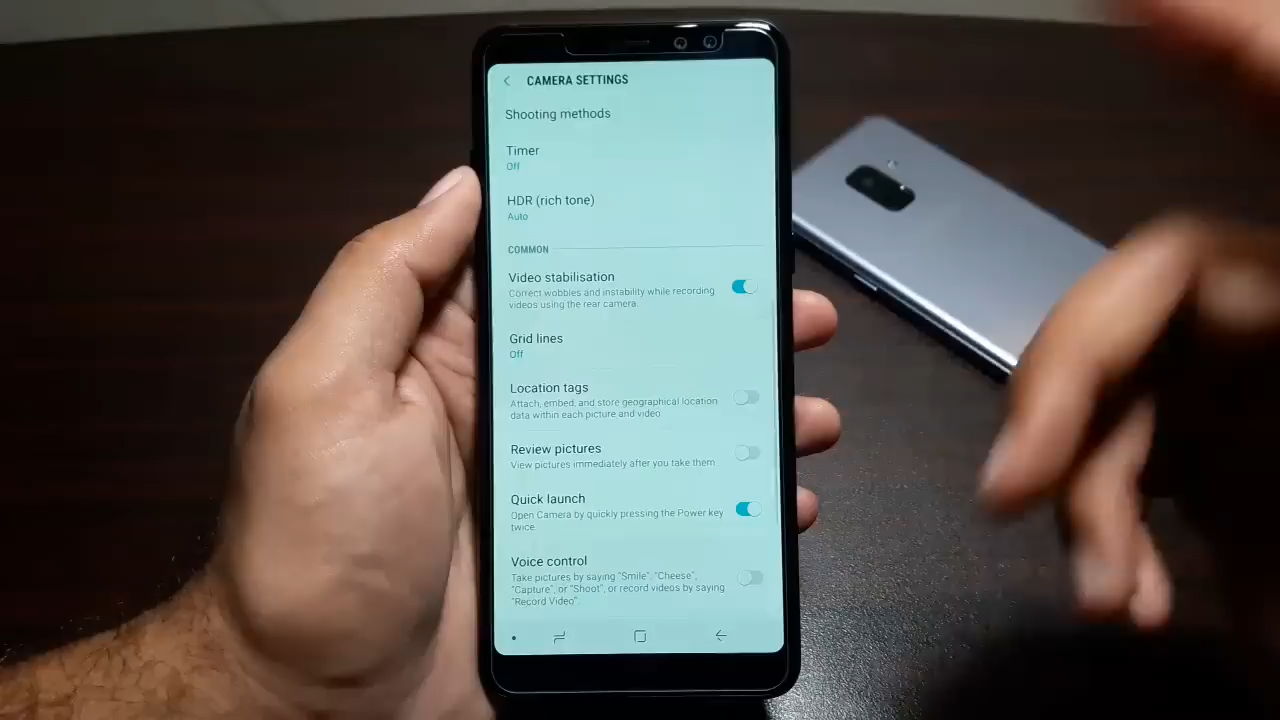 CAMERA SETTINGS
Shooting methods
Timer
Off
HDR (rich tone)
Auto
COMMON
Video stabilisation
Correct wobbles and instability while recording
videos using the rear camera.
Grid lines
Off
Location tags
Attach, embed, and store geographical location
data within each picture and video
Review pictures
View pictures immediately after you take them
Quick launch
Open Camera by quickly pressing the Power key
twice.
Voice control
Take pictures by saying "Smile", "Cheese",
"Capture", or "Shoot", or record videos by saying
"Record Video".